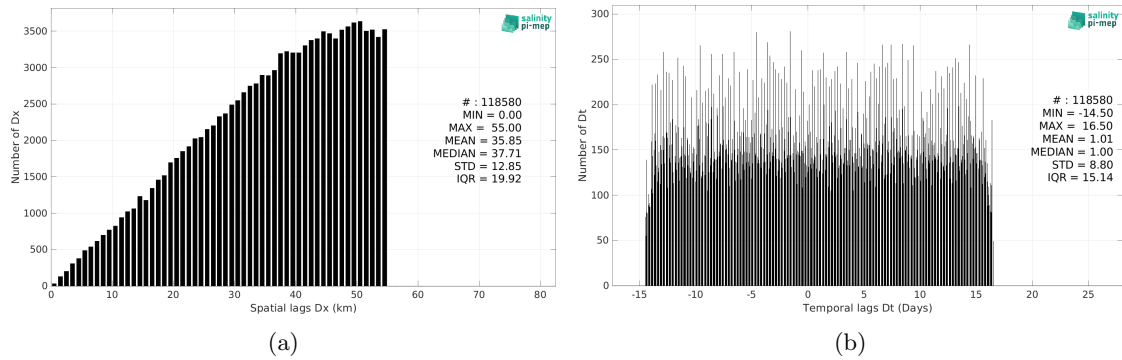 3500
3000
2500
2000
1500
1000
500
0
Number of Dx
salinity
pi-mep
# : 118580
MIN = 0.00
MAX = 55.00
MEAN = 35.85
MEDIAN = 37.71
STD = 12.85
IQR = 19.92
0 10 20 30 40 50 60 70 80
Spatial lags Dx (km)
(a)
300
250
200
150
100
50
0
Number of Dt
salinity
pi-mep
# : 118580
MIN = -14.50
MAX = 16.50
MEAN = 1.01
MEDIAN = 1.00
STD = 8.80
IQR = 15.14
-15 -10 -5 0 5 10 15 20 25
Temporal lags Dt (Days)
(b)